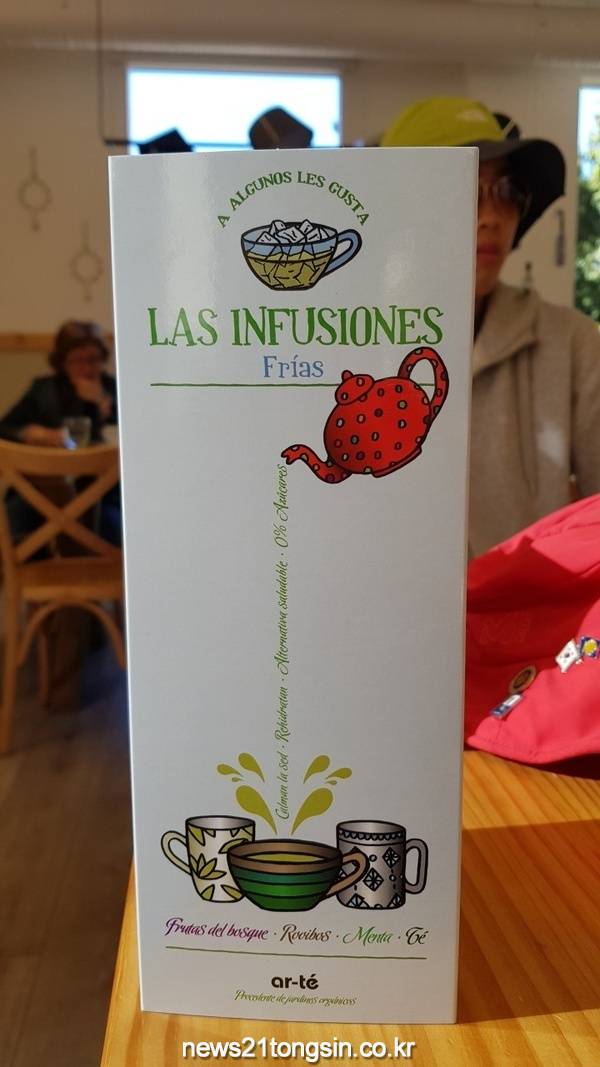 A ALGUNOS LES GUSTA
LAS INFUSIONES
Frías
Calman la sed · Rehidratan · Alternativa saludable · 0% Azúcares
Frutas del bosque · Rooibos · Menta · Té
ar-té
Procedente de jardines orgánicos
news21tongsin.co.kr